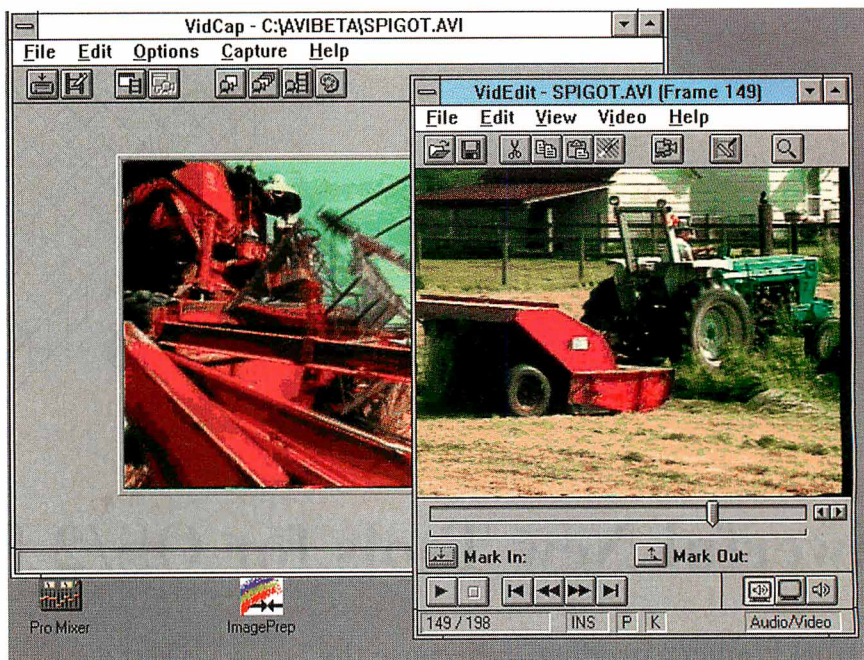 VidCap - C:\AVIBETA\SPIGOT.AVI
File Edit Options Capture Help
VidEdit - SPIGOT.AVI (Frame 149)
File Edit View Video Help
Mark In:
Mark Out:
149 / 198 INS P K Audio/Video
Pro Mixer
ImagePrep